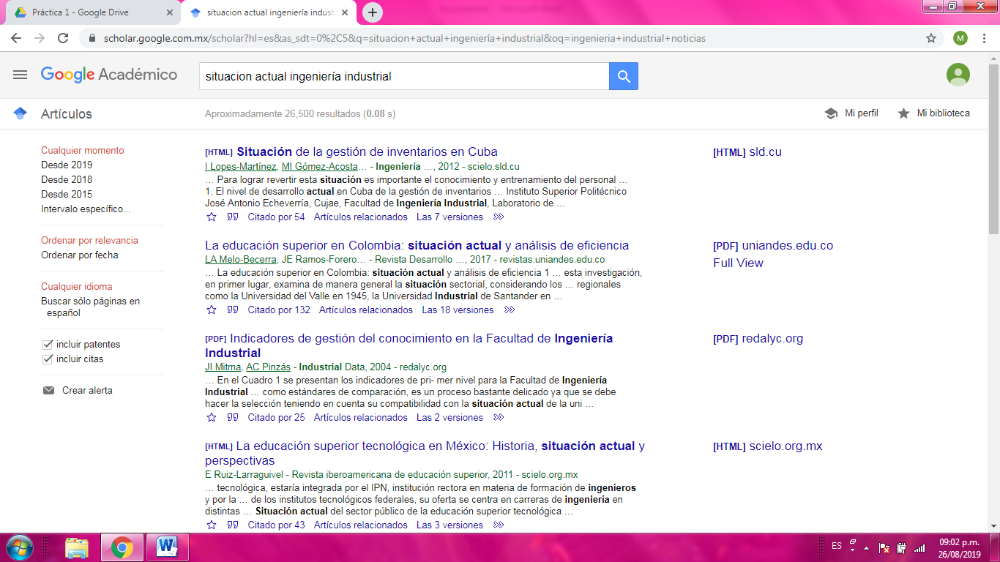 Práctica 1 - Google Drive
situacion actual ingeniería indust
scholar.google.com.mx/scholar?hl=es&as_sdt=0%2C5&q=situacion+actual+ingeniería+industrial&oq=ingenieria+industrial+noticias
M
Google Académico
situacion actual ingeniería industrial
Artículos
Aproximadamente 26,500 resultados (0.08 s)
Mi perfil
Mi biblioteca
Cualquier momento
Desde 2019
Desde 2018
Desde 2015
Intervalo específico...
Ordenar por relevancia
Ordenar por fecha
Cualquier idioma
Buscar sólo páginas en
español
incluir patentes
incluir citas
Crear alerta
[HTML] Situación de la gestión de inventarios en Cuba
I Lopes-Martínez, MI Gómez-Acosta… - Ingeniería …, 2012 - scielo.sld.cu
… Para lograr revertir esta situación es importante el conocimiento y entrenamiento del personal …
1. El nivel de desarrollo actual en Cuba de la gestión de inventarios … Instituto Superior Politécnico
José Antonio Echeverría, Cujae, Facultad de Ingeniería Industrial, Laboratorio de …
Citado por 54 Artículos relacionados Las 7 versiones
[HTML] sld.cu
La educación superior en Colombia: situación actual y análisis de eficiencia
LA Melo-Becerra, JE Ramos-Forero… - Revista Desarrollo …, 2017 - revistas.uniandes.edu.co
… La educación superior en Colombia: situación actual y análisis de eficiencia 1 … esta investigación,
en primer lugar, examina de manera general la situación sectorial, considerando los … regionales
como la Universidad del Valle en 1945, la Universidad Industrial de Santander en …
Citado por 132 Artículos relacionados Las 18 versiones
[PDF] uniandes.edu.co
Full View
[PDF] Indicadores de gestión del conocimiento en la Facultad de Ingeniería
Industrial
JI Mitma, AC Pinzás - Industrial Data, 2004 - redalyc.org
… En el Cuadro 1 se presentan los indicadores de pri- mer nivel para la Facultad de Ingeniería
Industrial … como estándares de comparación, es un proceso bastante delicado ya que se debe
hacer la selección teniendo en cuenta su compatibilidad con la situación actual de la uni …
Citado por 25 Artículos relacionados Las 2 versiones
[PDF] redalyc.org
[HTML] La educación superior tecnológica en México: Historia, situación actual y
perspectivas
E Ruiz-Larraguivel - Revista iberoamericana de educación superior, 2011 - scielo.org.mx
… tecnológica, estaría integrada por el IPN, institución rectora en materia de formación de ingenieros
y por la … de los institutos tecnológicos federales, su oferta se centra en carreras de ingeniería en
distintas … Situación actual del sector público de la educación superior tecnológica …
Citado por 43 Artículos relacionados Las 3 versiones
[HTML] scielo.org.mx
ES
09:02 p.m.
26/08/2019